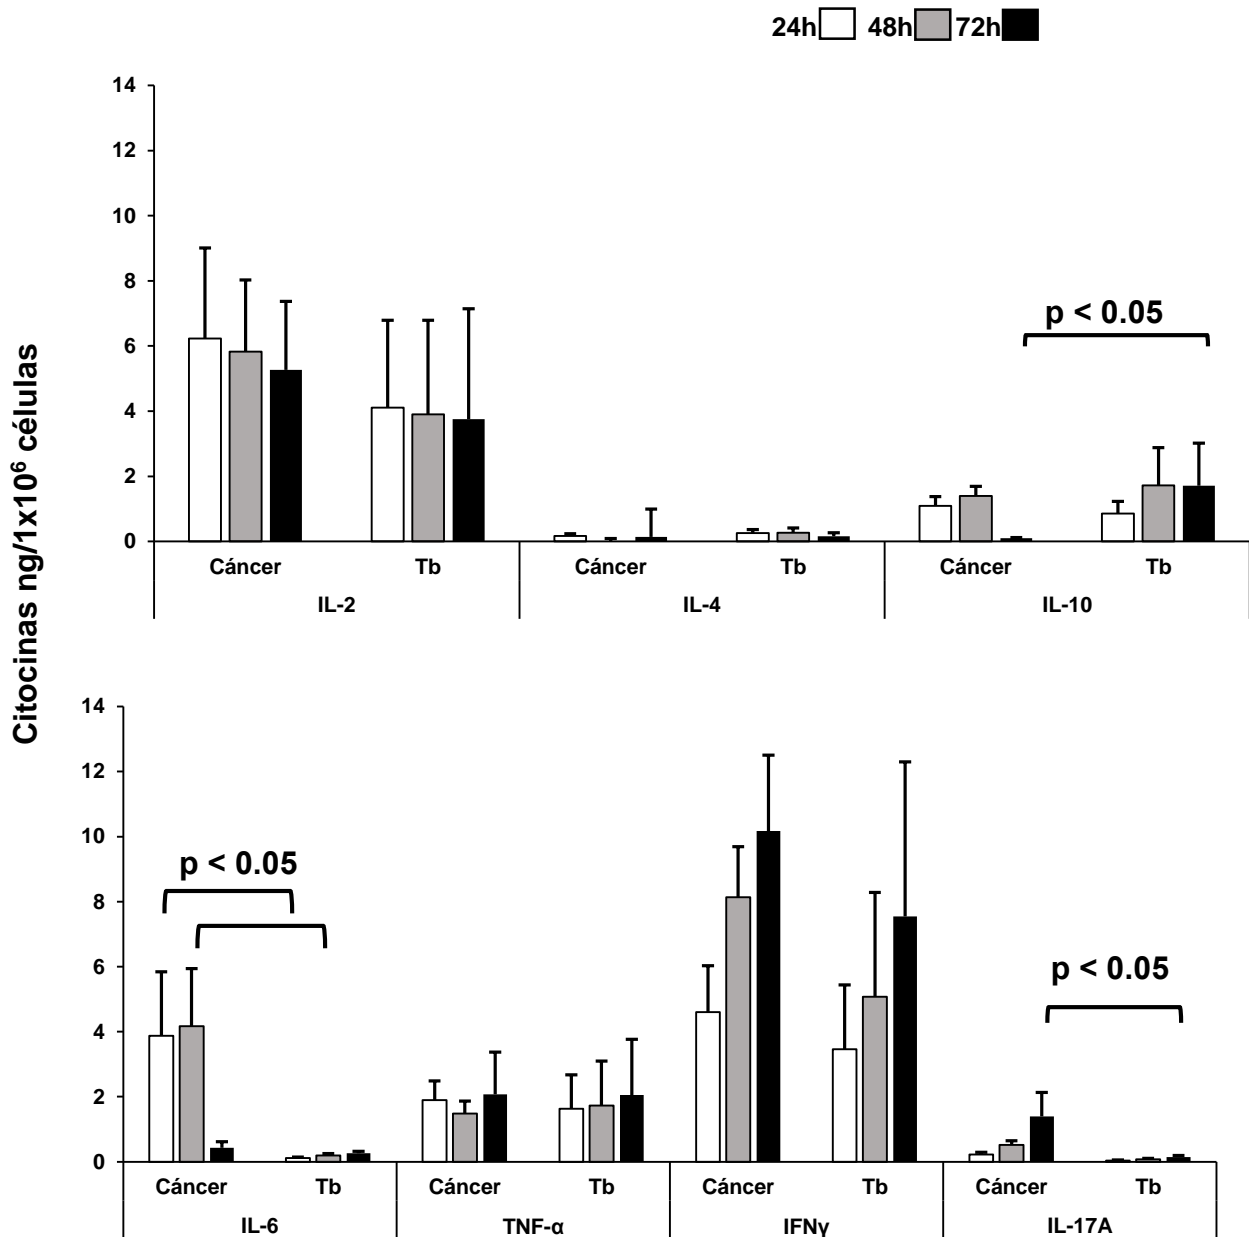 24h 48h 72h
Citocinas ng/1x10⁶ células
14
12
10
8
6
4
2
0
p < 0.05
Cáncer Tb Cáncer Tb Cáncer Tb
IL-2 IL-4 IL-10
14
12
10
8
6
4
2
0
p < 0.05
p < 0.05
Cáncer Tb Cáncer Tb Cáncer Tb Cáncer Tb
IL-6 TNF-α IFNγ IL-17A